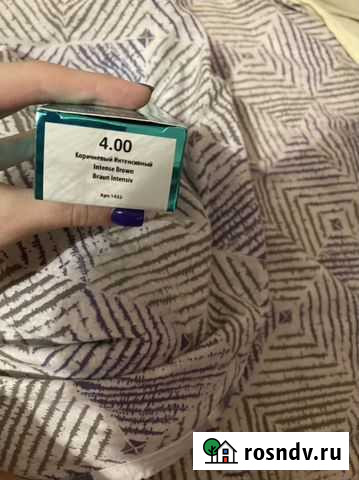 4.00
Коричневый Интенсивный
Intense Brown
Braun Intensiv
rosndv.ru